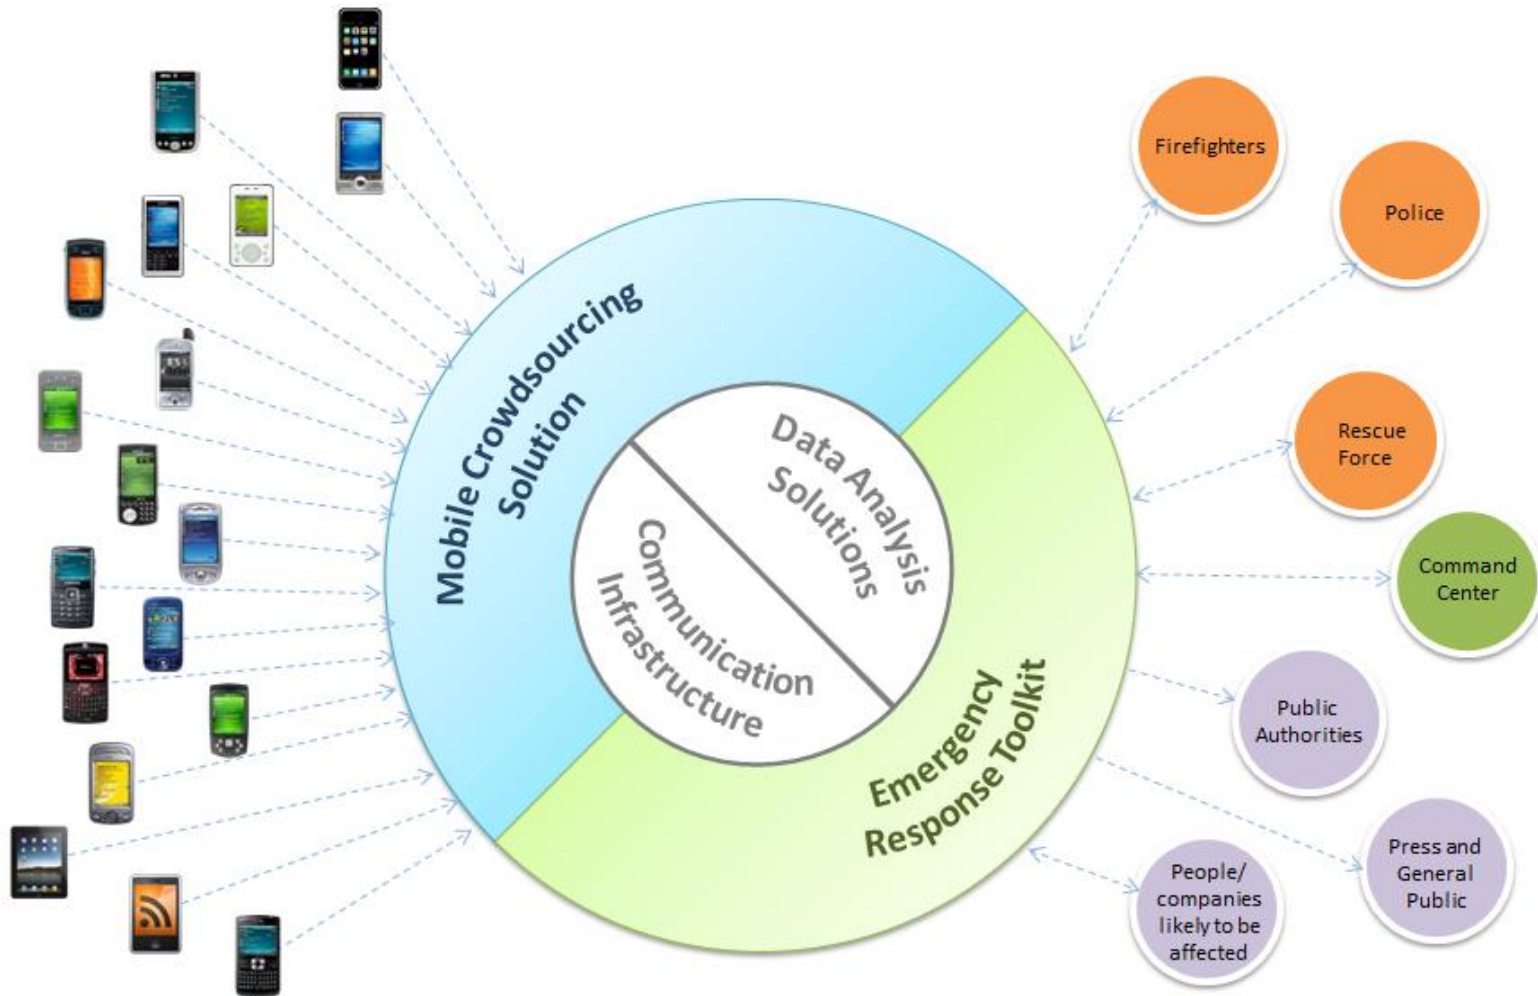 Mobile Crowdsourcing
Solution
Data Analysis
Solutions
Communication
Infrastructure
Emergency
Response Toolkit
Firefighters
Police
Rescue
Force
Command
Center
Public
Authorities
Press and
General
Public
People/
companies
likely to be
affected